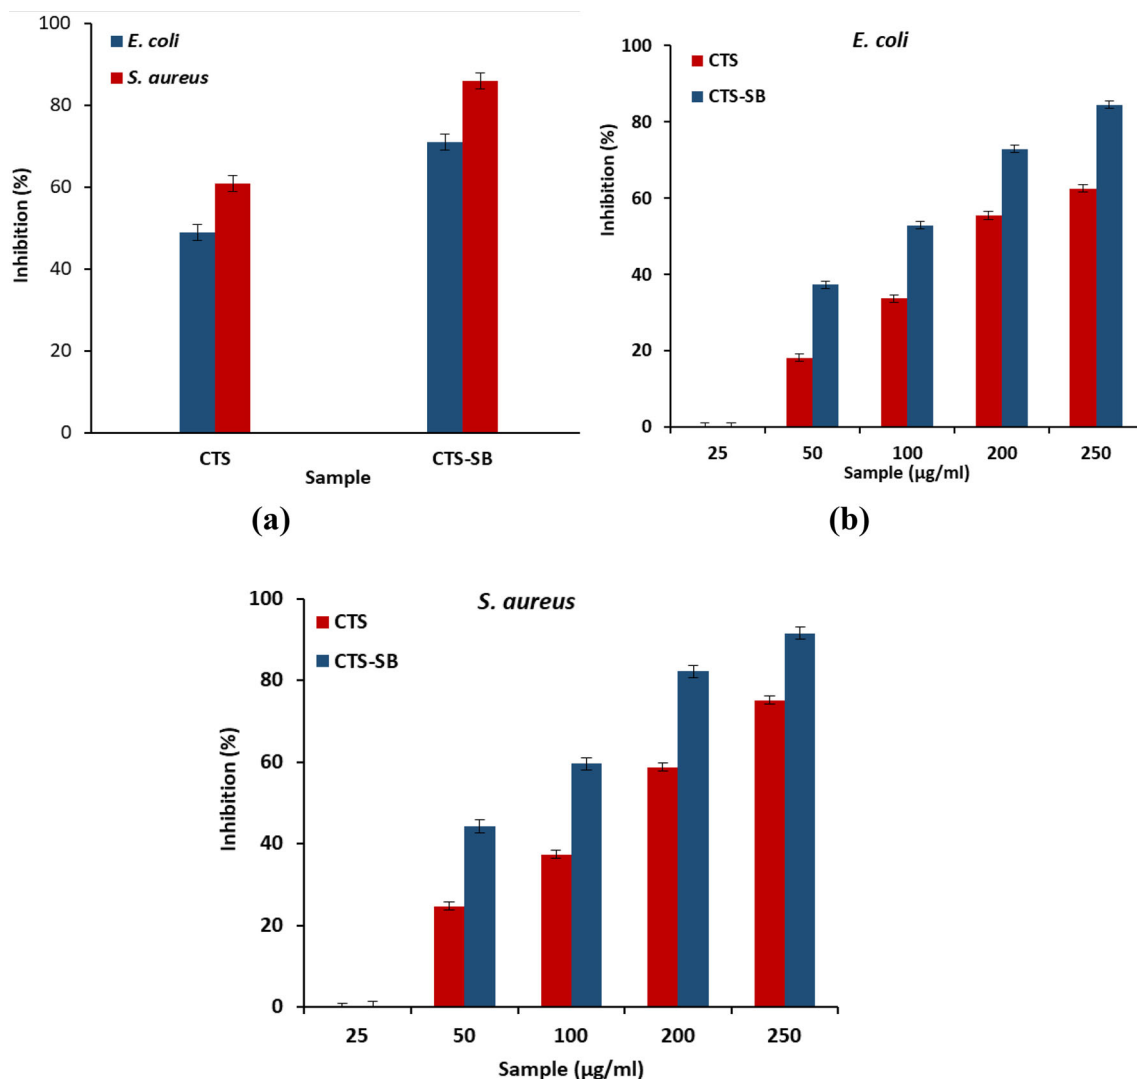 100
80
60
40
20
0
Inhibition (%)
E. coli
S. aureus
CTS
CTS-SB
Sample
(a)
E. coli
100
80
60
40
20
0
Inhibition (%)
CTS
CTS-SB
25 50 100 200 250
Sample (µg/ml)
(b)
S. aureus
100
80
60
40
20
0
Inhibition (%)
CTS
CTS-SB
25 50 100 200 250
Sample (µg/ml)